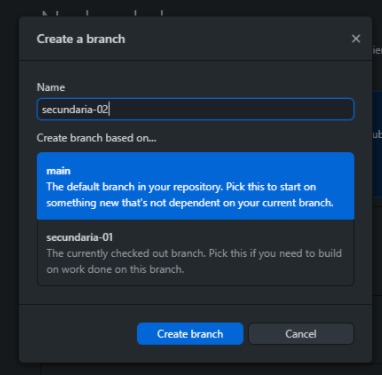 Create a branch
Name
secundaria-02
Create branch based on...
main
The default branch in your repository. Pick this to start on
something new that's not dependent on your current branch.
secundaria-01
The currently checked out branch. Pick this if you need to build
on work done on this branch.
Create branch
Cancel